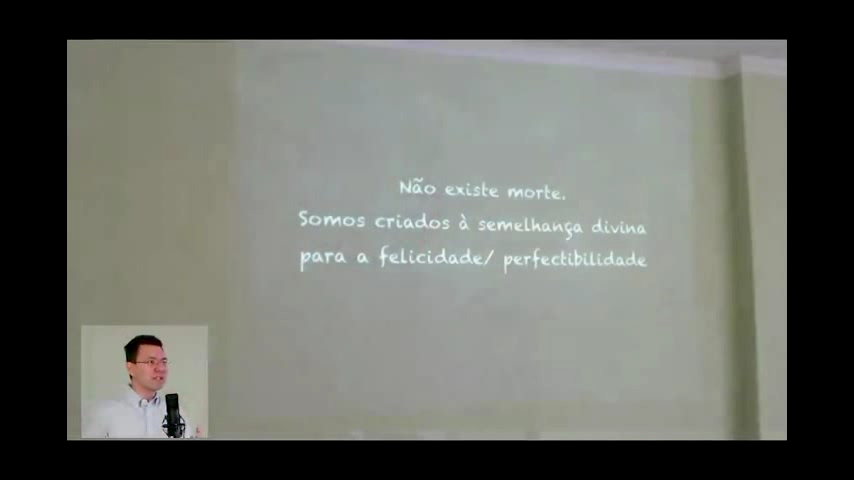 Não existe morte.
Somos criados à semelhança divina
para a felicidade/ perfectibilidade